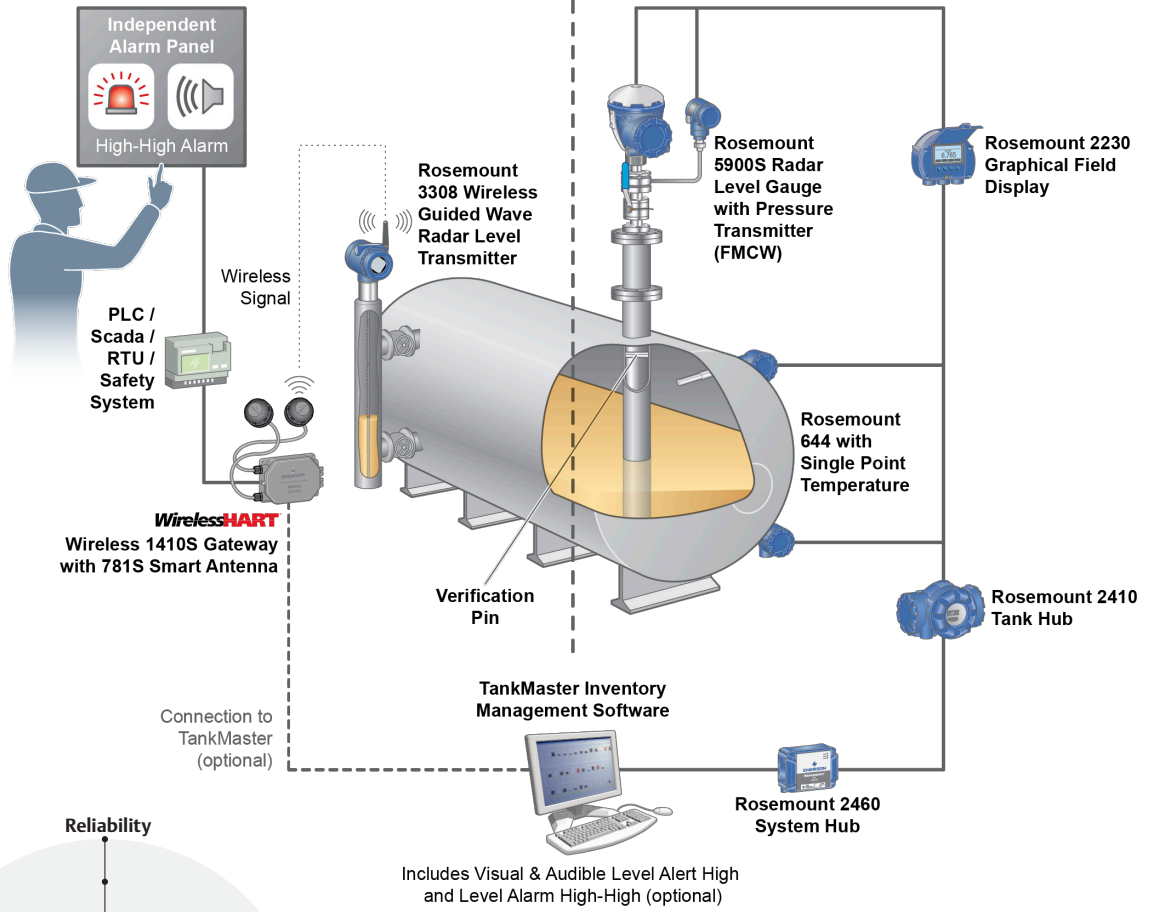 Independent
Alarm Panel
High-High Alarm
Rosemount
3308 Wireless
Guided Wave
Radar Level
Transmitter
Rosemount
5900S Radar
Level Gauge
with Pressure
Transmitter
(FMCW)
Rosemount 2230
Graphical Field
Display
Wireless
Signal
PLC /
Scada /
RTU /
Safety
System
Rosemount
644 with
Single Point
Temperature
EMERSON
WirelessHART
Wireless 1410S Gateway
with 781S Smart Antenna
Verification
Pin
Rosemount 2410
Tank Hub
TankMaster Inventory
Management Software
Connection to
TankMaster
(optional)
EMERSON
Rosemount 2460
System Hub
Reliability
Includes Visual & Audible Level Alert High
and Level Alarm High-High (optional)